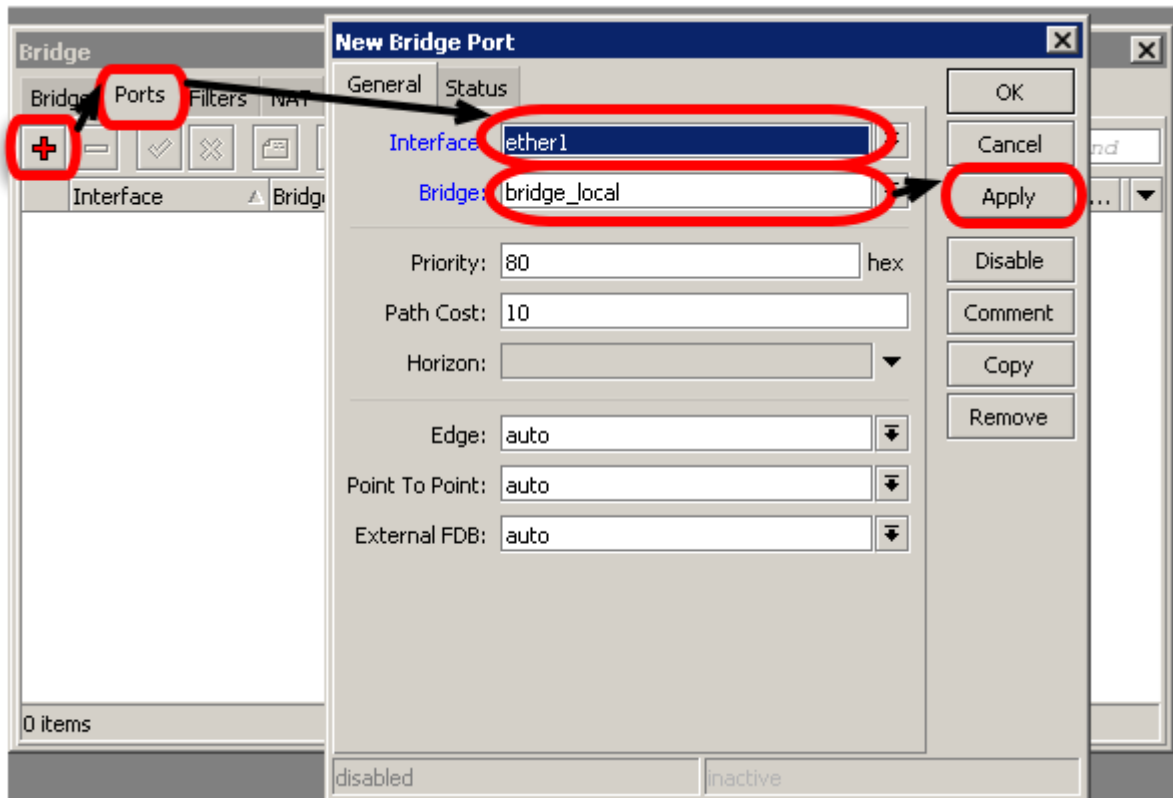 Bridge
Ports Filters NAT
Interface Bridg
0 items
New Bridge Port
General Status
Interface ether1
Bridge: bridge_local
Priority: 80 hex
Path Cost: 10
Horizon:
Edge: auto
Point To Point: auto
External FDB: auto
disabled inactive
OK
Cancel
Apply
Disable
Comment
Copy
Remove
...